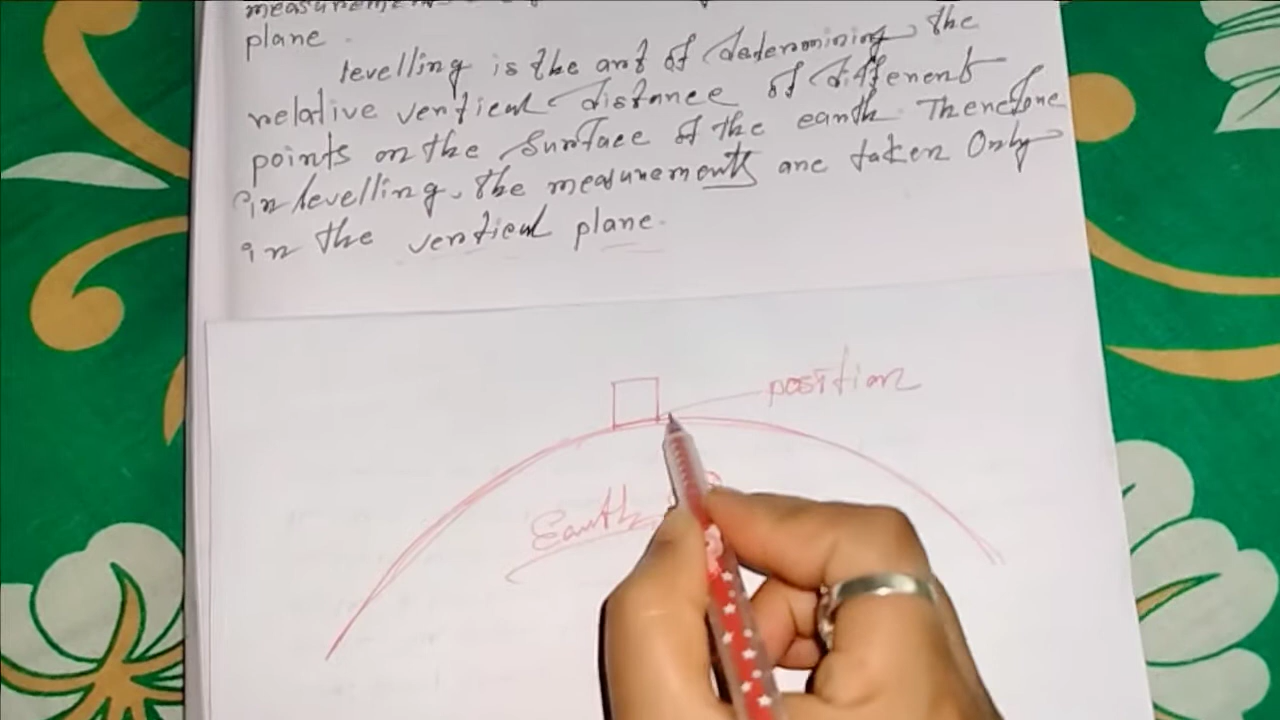 plane.
levelling is the art of determining the
relative vertical distance of different
points on the surface of the earth. Therefore
in levelling, the measurements are taken Only
in the vertical plane.
position
Earth